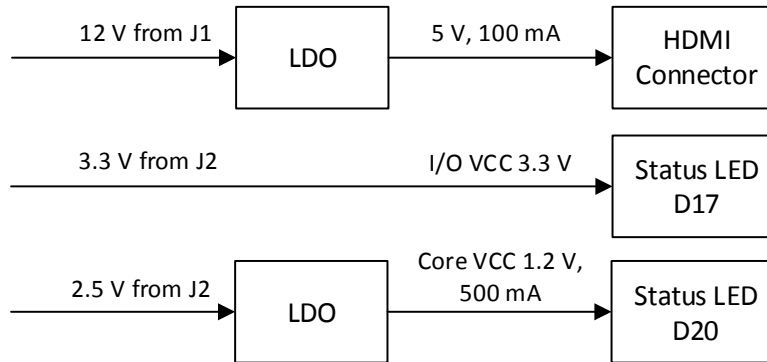 12 V from J1
LDO
5 V, 100 mA
HDMI
Connector
3.3 V from J2
I/O VCC 3.3 V
Status LED
D17
2.5 V from J2
LDO
Core VCC 1.2 V,
500 mA
Status LED
D20